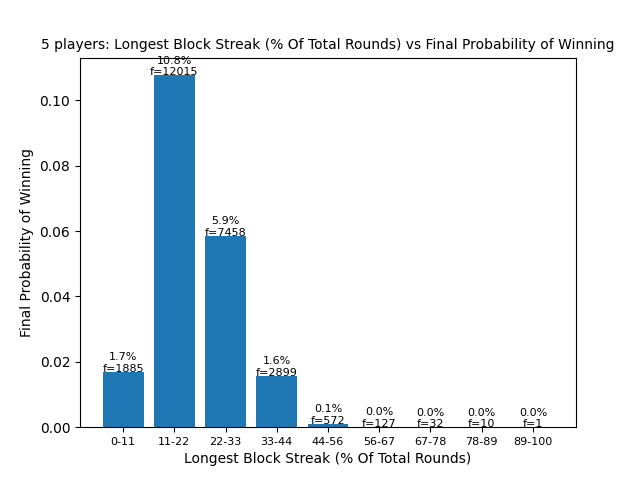 5 players: Longest Block Streak (% Of Total Rounds) vs Final Probability of Winning
Final Probability of Winning
0.10
0.08
0.06
0.04
0.02
0.00
10.8%
f=12015
5.9%
f=7458
1.7%
f=1885
1.6%
f=2899
0.1%
f=572
0.0%
f=127
0.0%
f=32
0.0%
f=10
0.0%
f=1
0-11 11-22 22-33 33-44 44-56 56-67 67-78 78-89 89-100
Longest Block Streak (% Of Total Rounds)